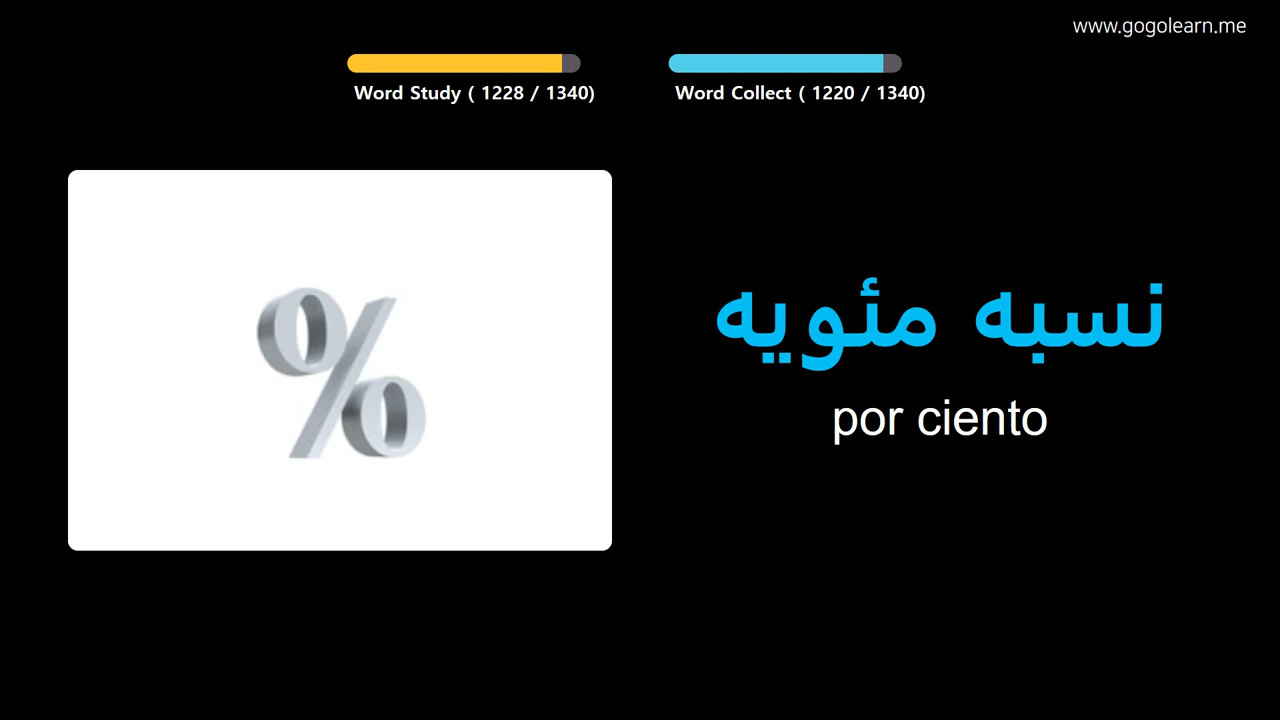 www.gogolearn.me
Word Study ( 1228 / 1340)
Word Collect ( 1220 / 1340)
%
نسبه مئويه
por ciento